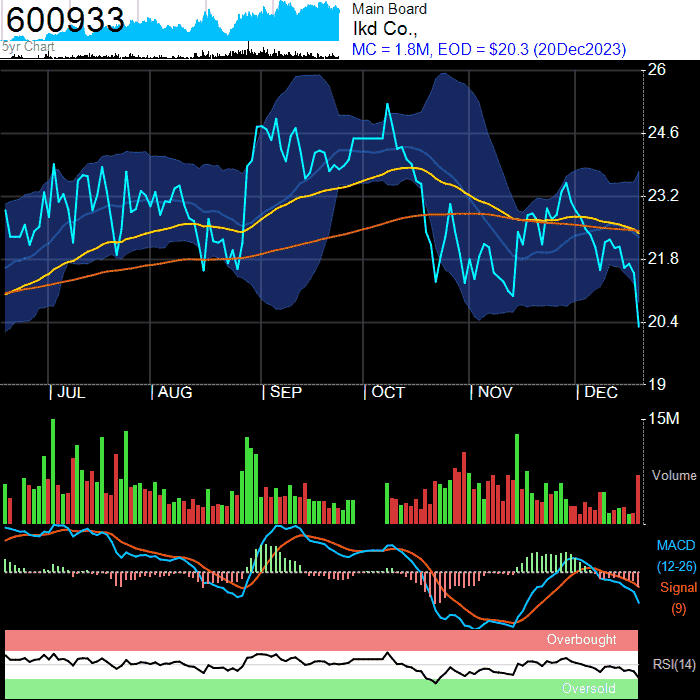 600933
5yr Chart
Main Board
Ikd Co.,
MC = 1.8M, EOD = $20.3 (20Dec2023)
26
24.6
23.2
21.8
20.4
19
| JUL | AUG | SEP | OCT | NOV | DEC
15M
Volume
MACD
(12-26)
Signal
(9)
Overbought
RSI(14)
Oversold